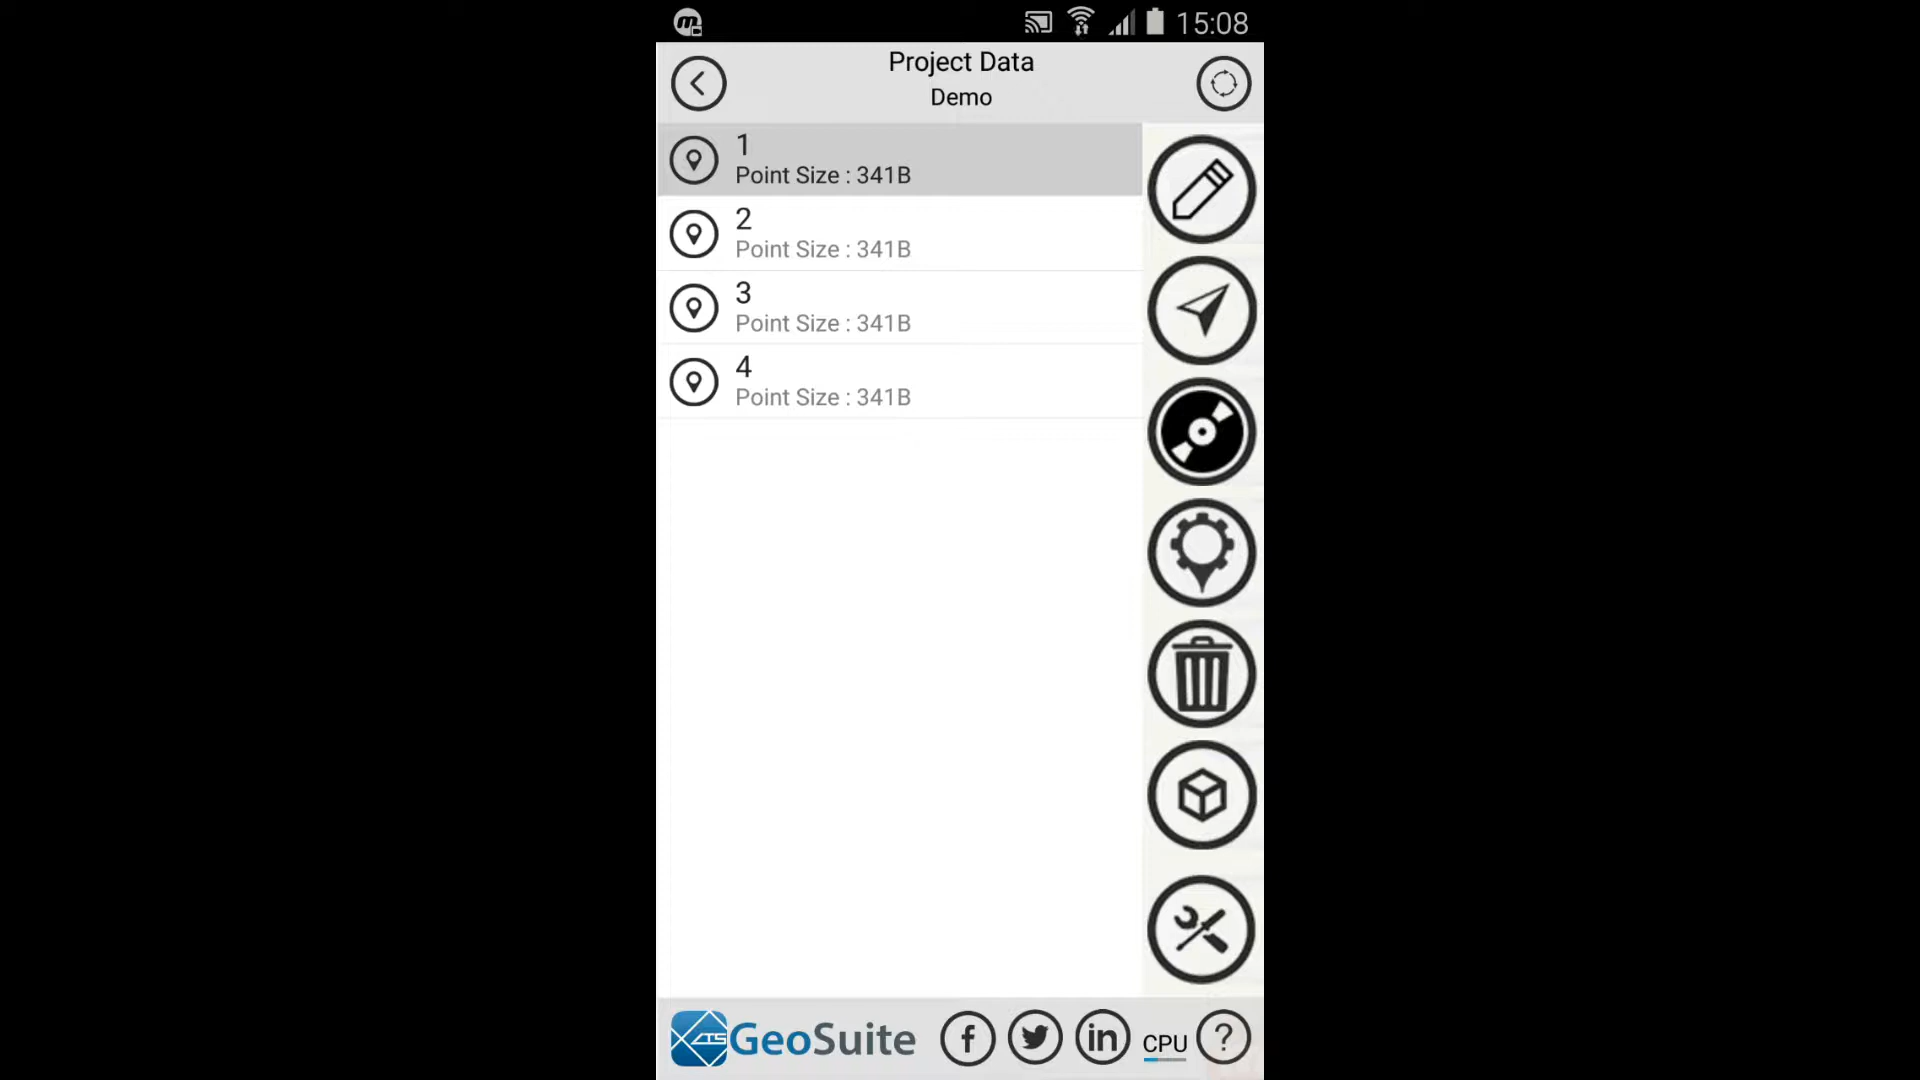 15:08
Project Data
Demo
1
Point Size : 341B
2
Point Size : 341B
3
Point Size : 341B
4
Point Size : 341B
GeoSuite
CPU
?